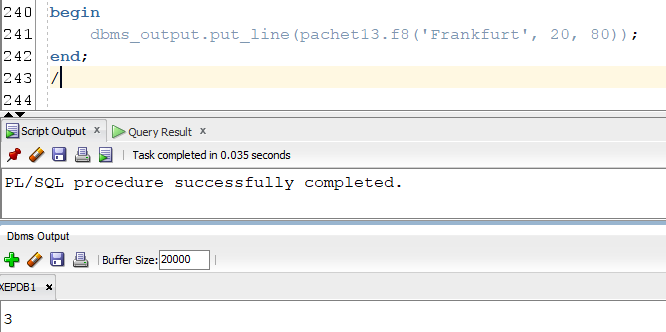 240 begin
241 dbms_output.put_line(pachet13.f8('Frankfurt', 20, 80));
242 end;
243 /
244
Script Output x Query Result x
Task completed in 0.035 seconds
PL/SQL procedure successfully completed.
Dbms Output
Buffer Size: 20000
XEPDB1 x
3